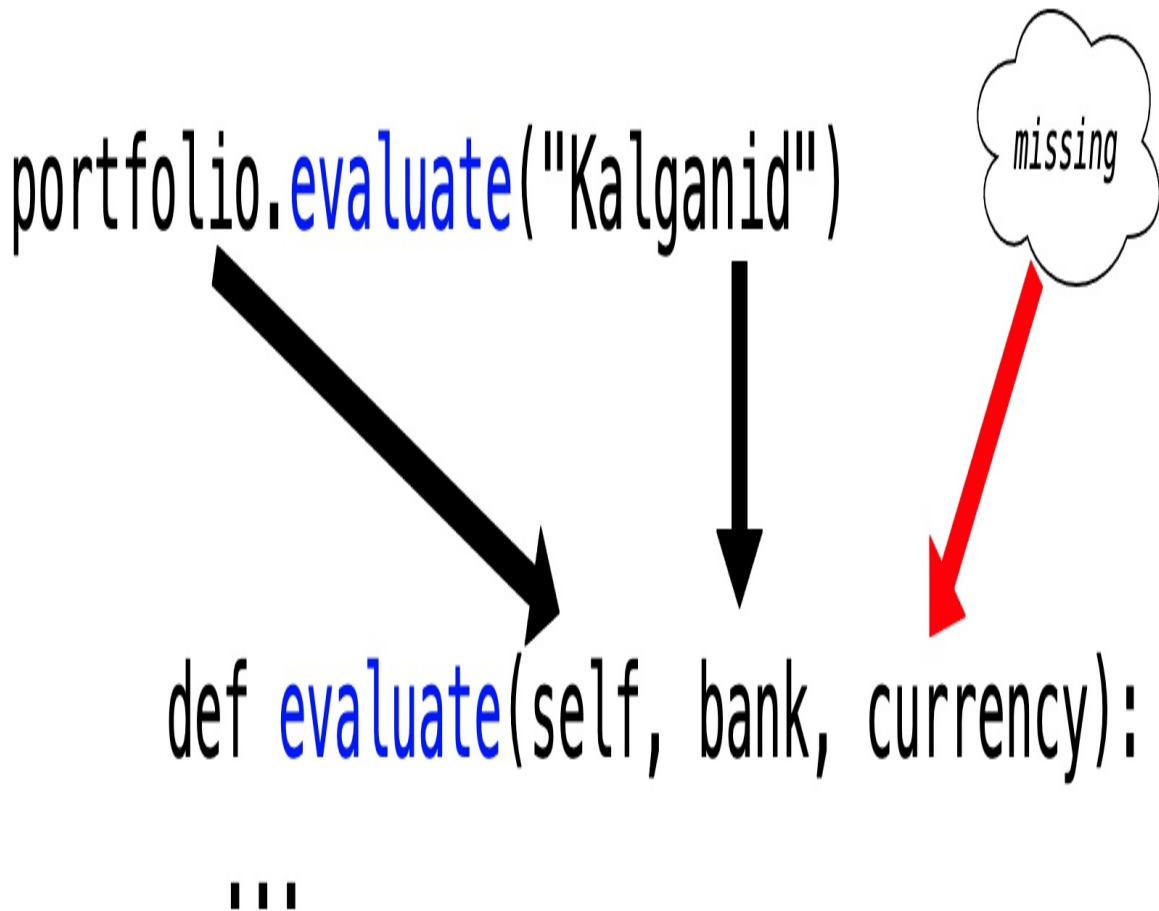 missing
portfolio.evaluate("Kalganid")
def evaluate(self, bank, currency):
...